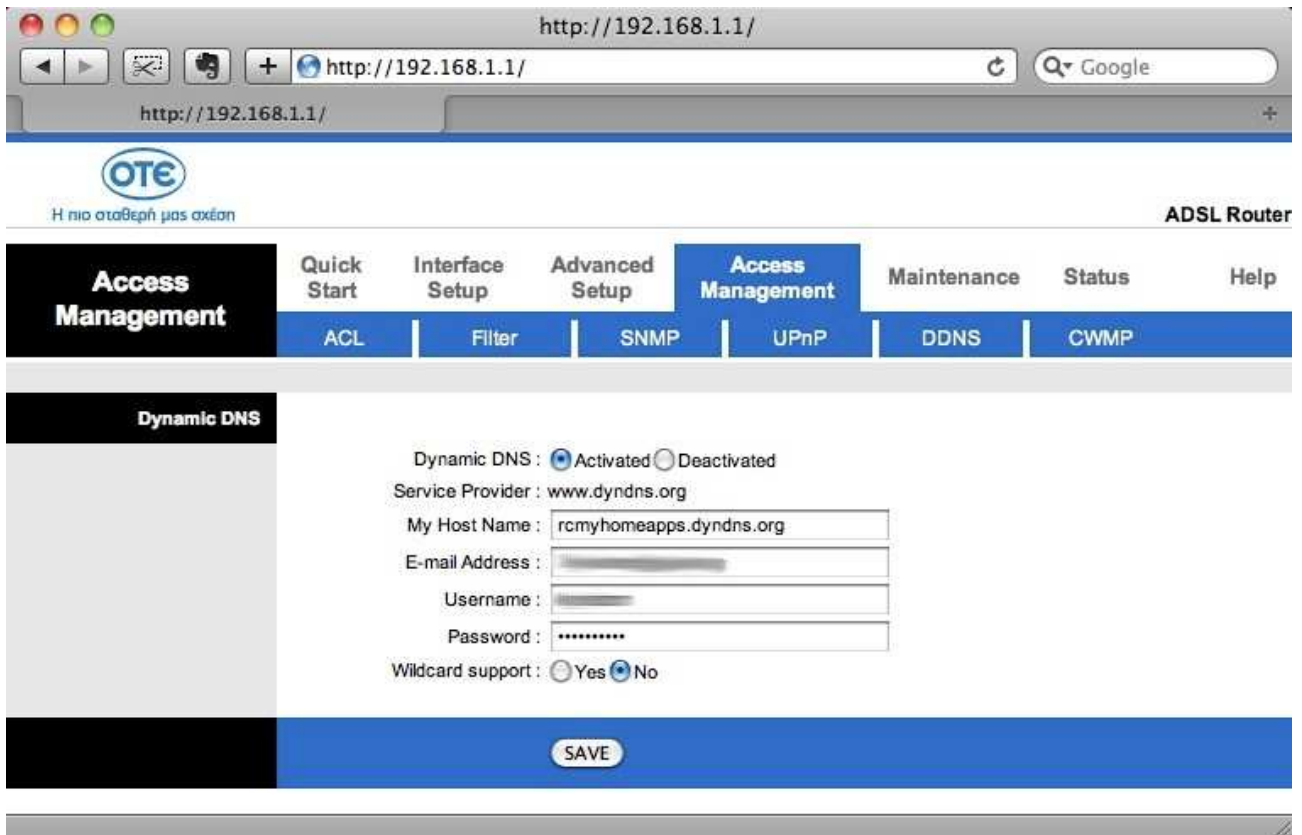 http://192.168.1.1/
http://192.168.1.1/
Google
http://192.168.1.1/
OTE
Η πιο σταθερή μας σχέση
ADSL Router
Access
Management
Quick
Start
Interface
Setup
Advanced
Setup
Access
Management
Maintenance
Status
Help
ACL
Filter
SNMP
UPnP
DDNS
CWMP
Dynamic DNS
Dynamic DNS : Activated Deactivated
Service Provider : www.dyndns.org
My Host Name : rcmyhomeapps.dyndns.org
E-mail Address :
Username :
Password : ••••••••••
Wildcard support : Yes No
SAVE